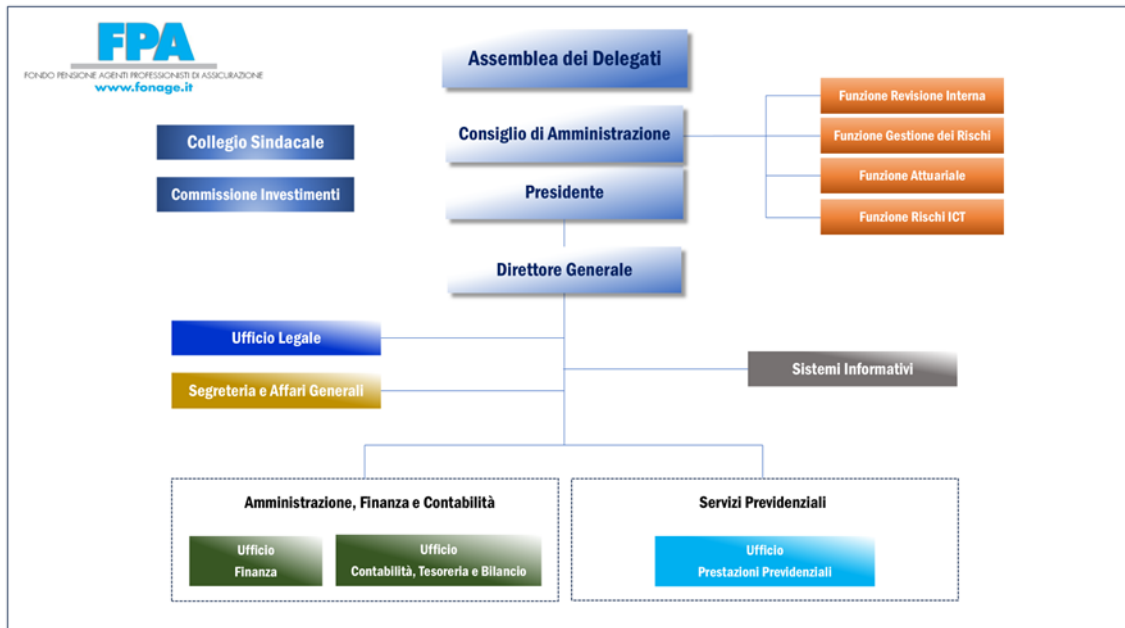 FPA
FONDO PENSIONE AGENTI PROFESSIONISTI DI ASSICURAZIONE
www.fonage.it
Assemblea dei Delegati
Consiglio di Amministrazione
Presidente
Direttore Generale
Collegio Sindacale
Commissione Investimenti
Funzione Revisione Interna
Funzione Gestione dei Rischi
Funzione Attuariale
Funzione Rischi ICT
Ufficio Legale
Segreteria e Affari Generali
Sistemi Informativi
Amministrazione, Finanza e Contabilità
Ufficio
Finanza
Ufficio
Contabilità, Tesoreria e Bilancio
Servizi Previdenziali
Ufficio
Prestazioni Previdenziali